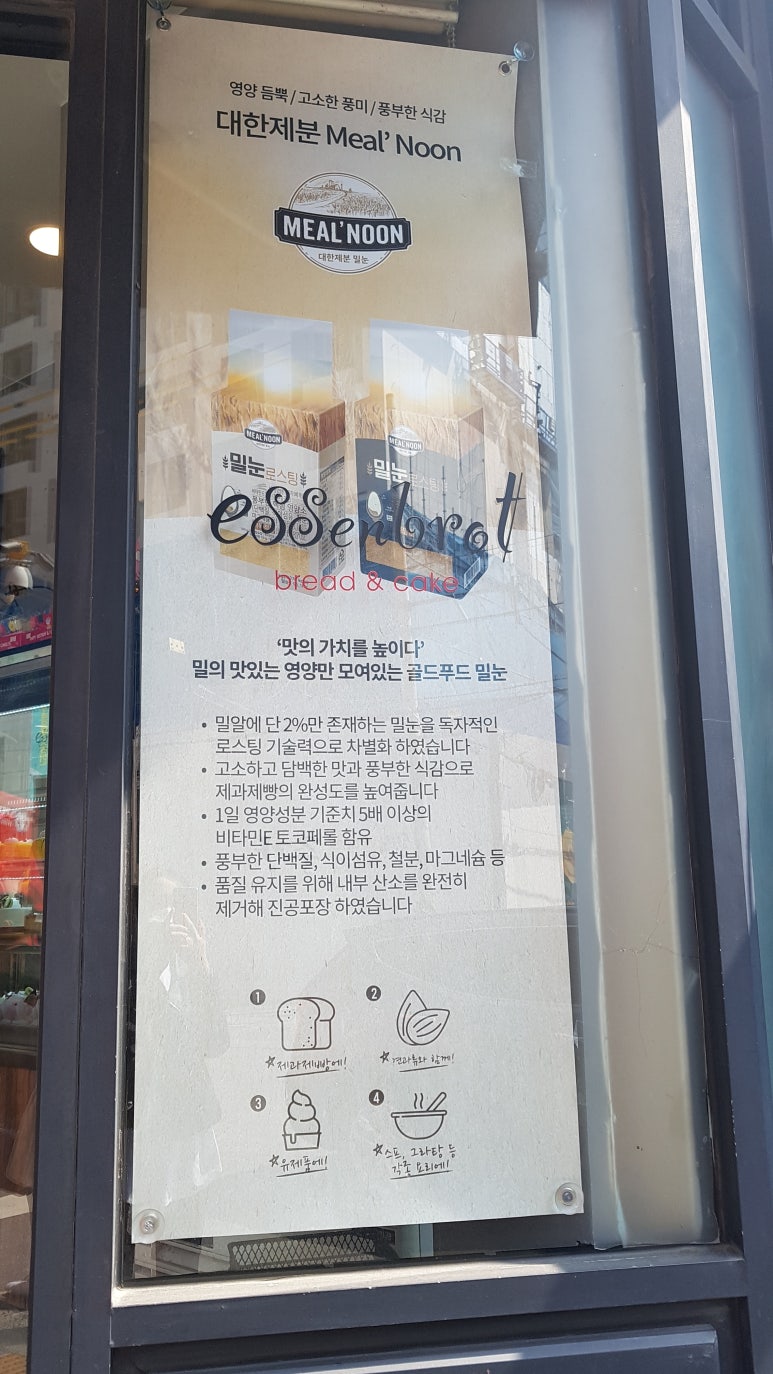 영양 듬뿍 / 고소한 풍미 / 풍부한 식감
대한제분 Meal' Noon
MEAL'NOON
대한제분 밀눈
MEAL'NOON
밀눈로스팅
MEAL'NOON
밀눈로스팅
essenbrot
bread & cake
‘맛의 가치를 높이다’
밀의 맛있는 영양만 모여있는 골드푸드 밀눈
• 밀알에 단 2%만 존재하는 밀눈을 독자적인
로스팅 기술력으로 차별화 하였습니다
• 고소하고 담백한 맛과 풍부한 식감으로
제과제빵의 완성도를 높여줍니다
• 1일 영양성분 기준치 5배 이상의
비타민E 토코페롤 함유
• 풍부한 단백질, 식이섬유, 철분, 마그네슘 등
• 품질 유지를 위해 내부 산소를 완전히
제거해 진공포장 하였습니다
1
2
☆제과제빵에!
☆견과류와 함께!
3
4
☆유제품에!
☆스프, 그라탕 등
각종 요리에!